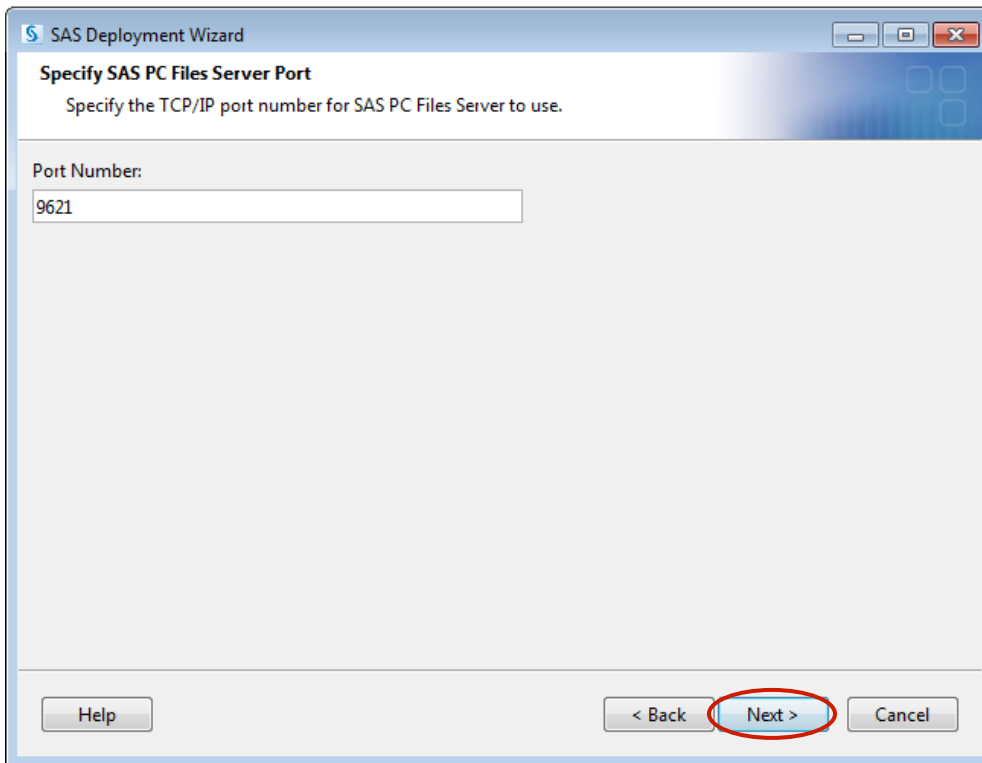 SAS Deployment Wizard
Specify SAS PC Files Server Port
Specify the TCP/IP port number for SAS PC Files Server to use.
Port Number:
9621
Help
< Back
Next >
Cancel